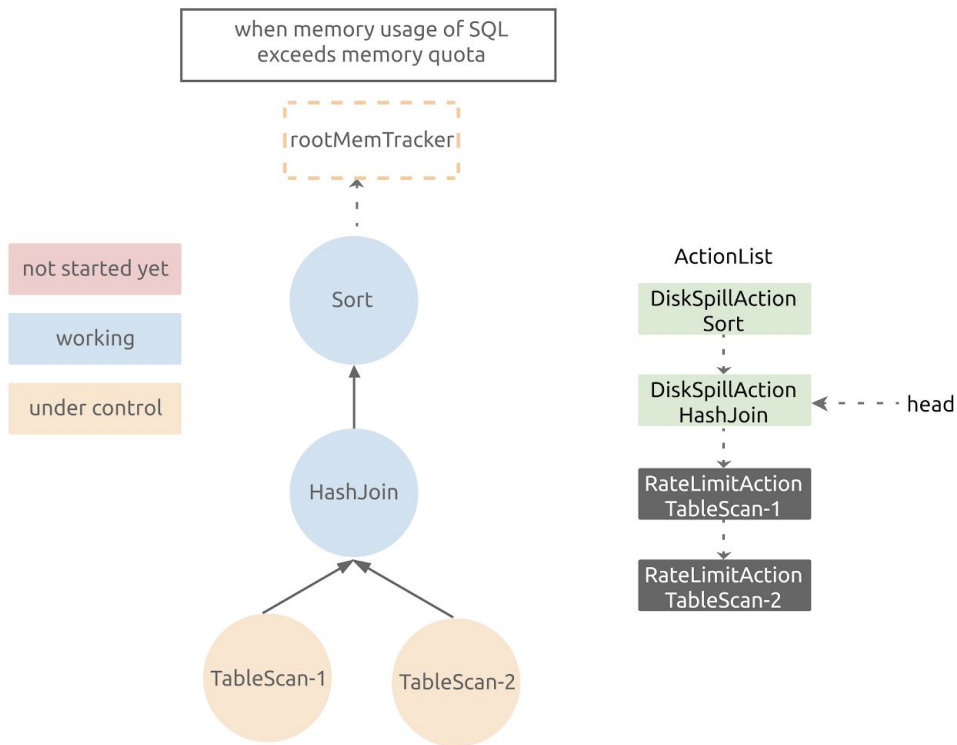 when memory usage of SQL
exceeds memory quota
rootMemTracker
not started yet
working
under control
Sort
HashJoin
TableScan-1
TableScan-2
ActionList
DiskSpillAction
Sort
DiskSpillAction
HashJoin
head
RateLimitAction
TableScan-1
RateLimitAction
TableScan-2